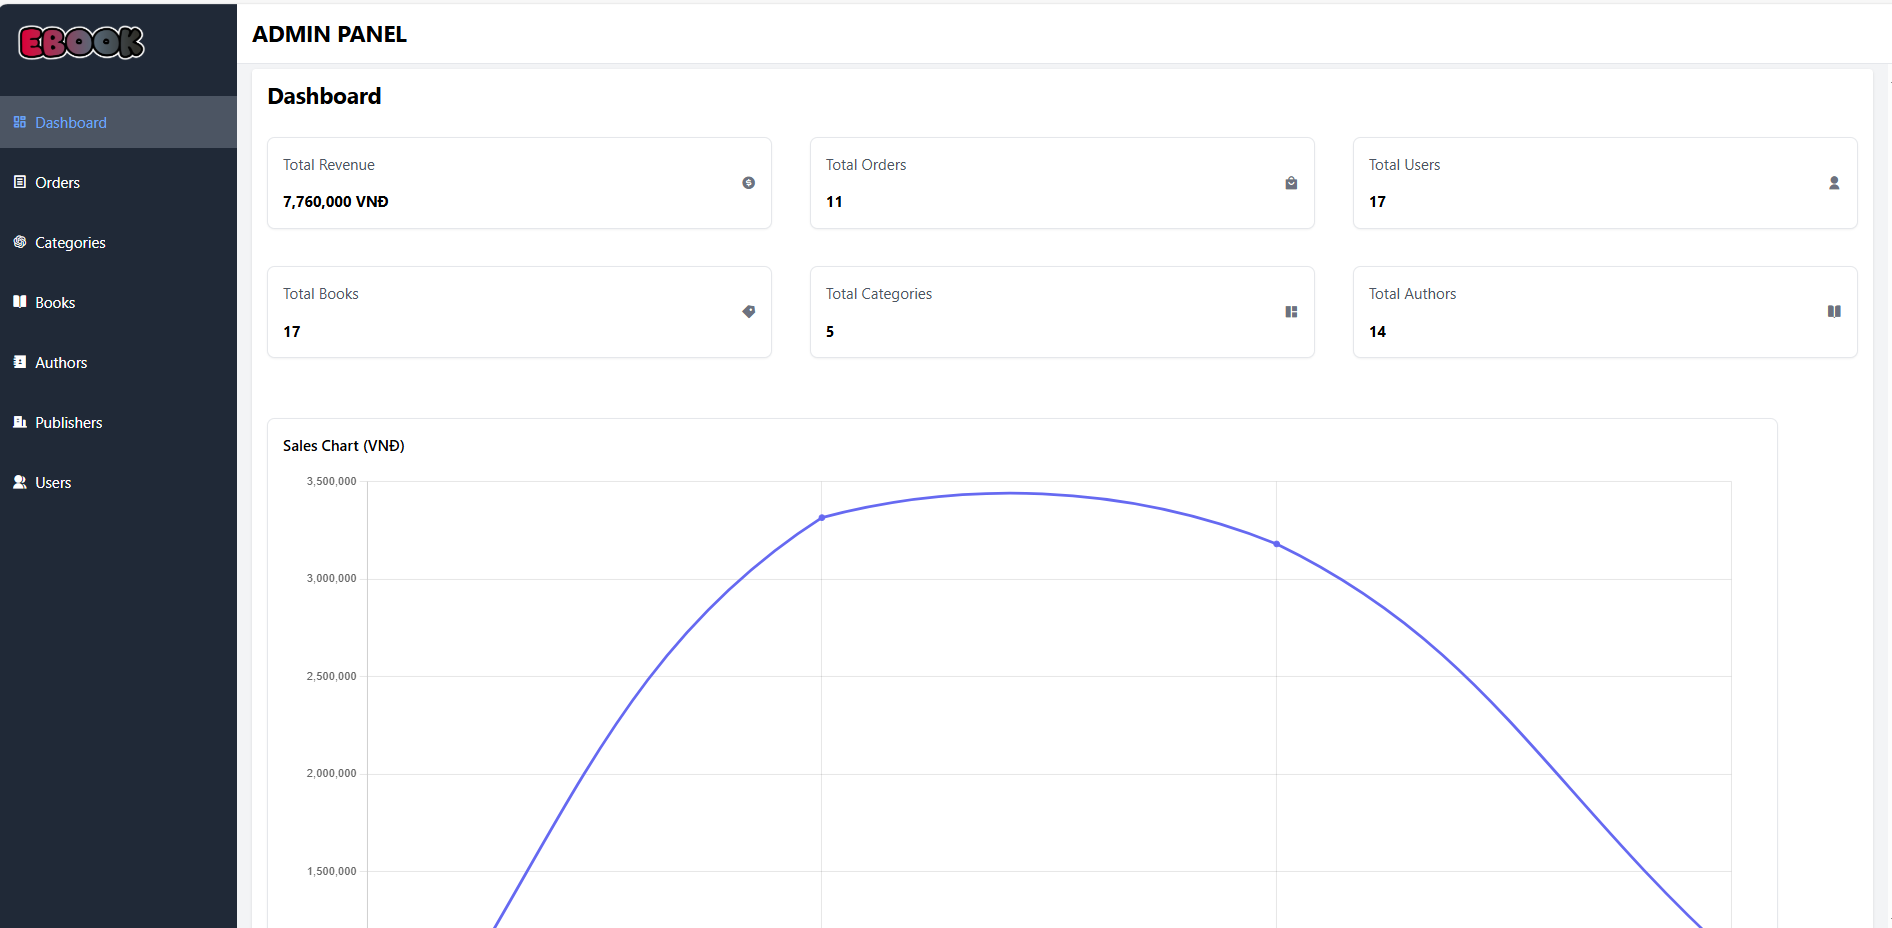 EBOOK
ADMIN PANEL
Dashboard
Orders
Categories
Books
Authors
Publishers
Users
Dashboard
Total Revenue
7,760,000 VNĐ
Total Orders
11
Total Users
17
Total Books
17
Total Categories
5
Total Authors
14
Sales Chart (VNĐ)
3,500,000
3,000,000
2,500,000
2,000,000
1,500,000